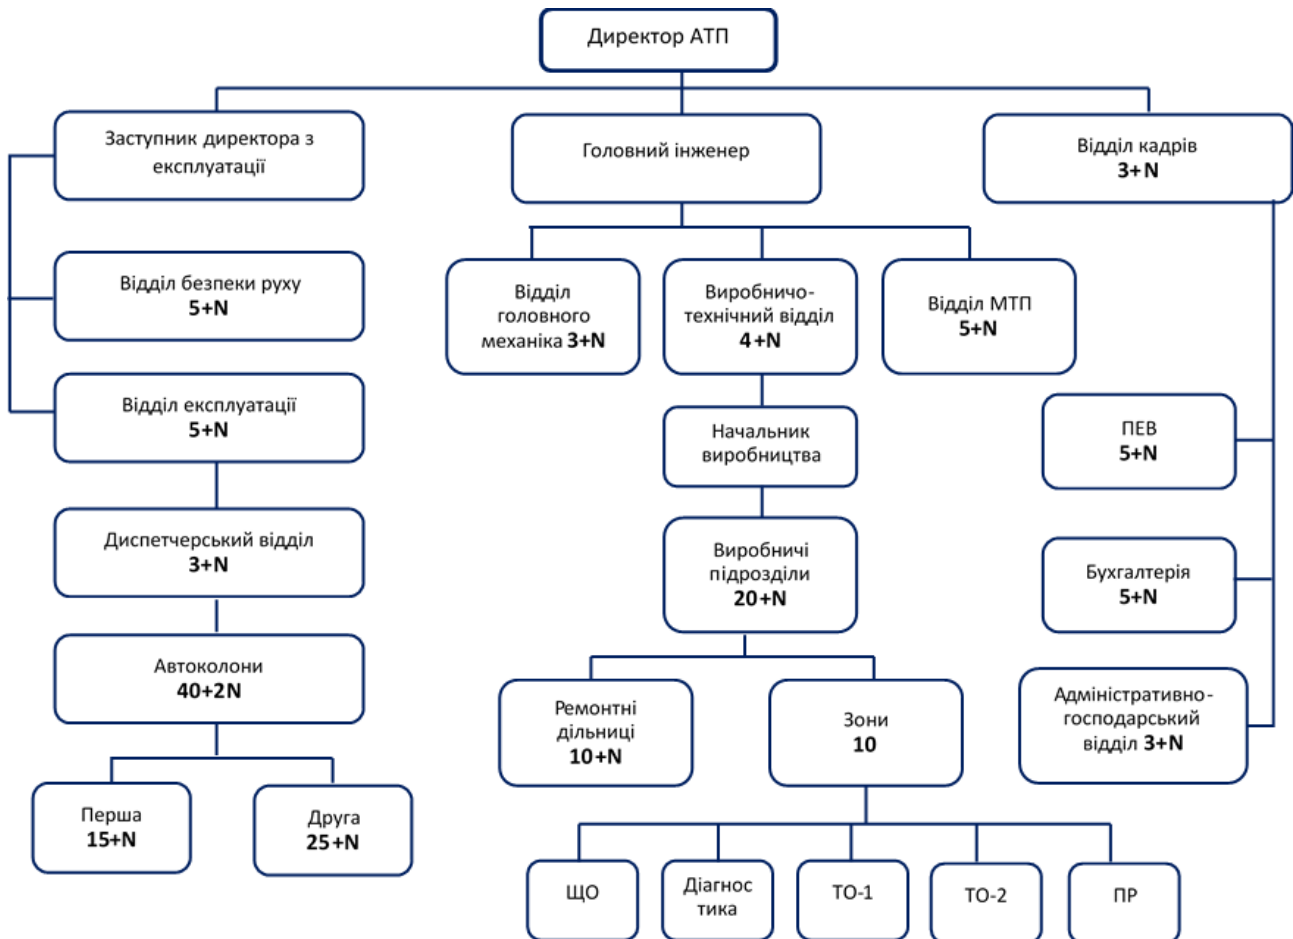 Директор АТП
Заступник директора з
експлуатації
Головний інженер
Відділ кадрів
3+N
Відділ безпеки руху
5+N
Відділ
головного
механіка 3+N
Виробничо-
технічний відділ
4+N
Відділ МТП
5+N
Відділ експлуатації
5+N
Начальник
виробництва
ПЕВ
5+N
Диспетчерський відділ
3+N
Виробничі
підрозділи
20+N
Бухгалтерія
5+N
Автоколони
40+2N
Ремонтні
дільниці
10+N
Зони
10
Адміністративно-
господарський
відділ 3+N
Перша
15+N
Друга
25+N
ЩО
Діагнос
тика
ТО-1
ТО-2
ПР